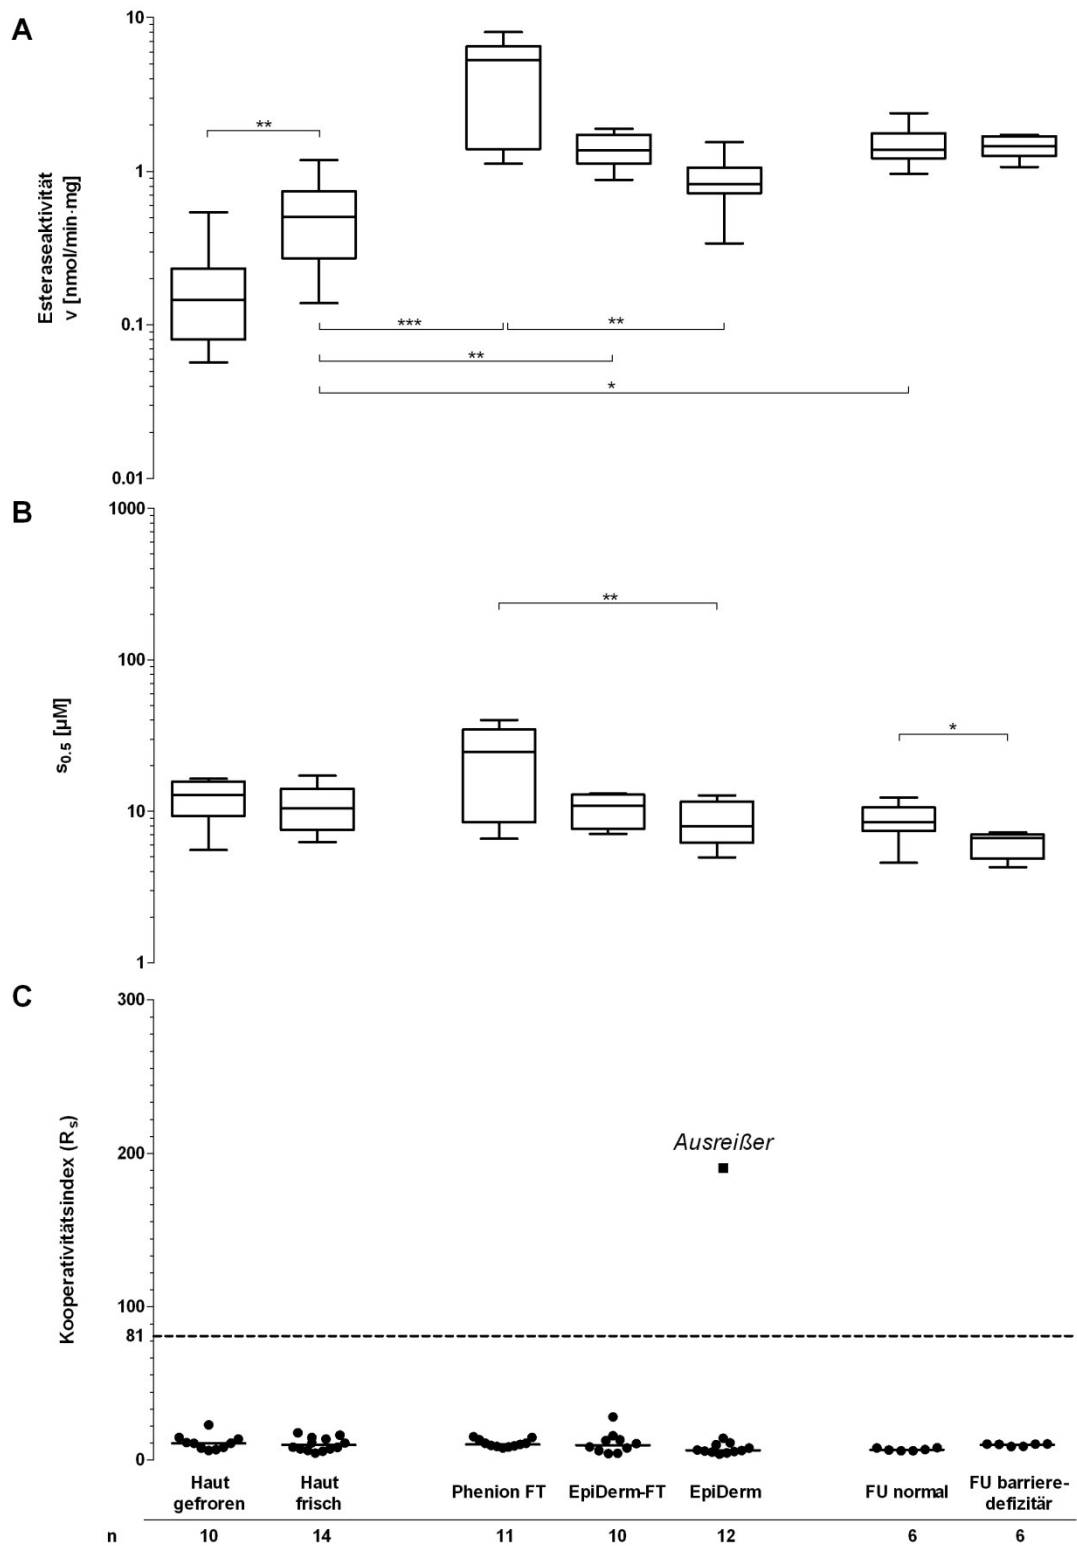 A
10
1
0.1
0.01
Esteraseaktivität
v [nmol/min·mg]
**
***
**
**
*
B
1000
100
10
1
s0.5 [µM]
**
*
C
300
200
100
81
0
Kooperativitätsindex (Rs)
Ausreißer
Haut
gefroren
Haut
frisch
Phenion FT
EpiDerm-FT
EpiDerm
FU normal
FU barriere-
defizitär
n 10 14 11 10 12 6 6